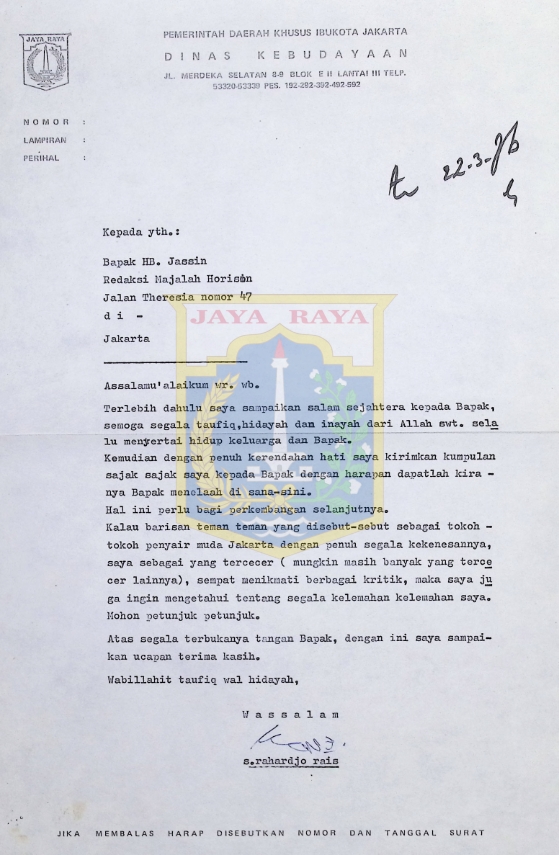 JAYA RAYA
PEMERINTAH DAERAH KHUSUS IBUKOTA JAKARTA
DINAS KEBUDAYAAN
JL. MERDEKA SELATAN 8-9 BLOK E II LANTAI III TELP.
53320-53330 PES. 192-292-392-492-592
NOMOR :
LAMPIRAN :
PERIHAL :
22-3-76
Kepada yth.:
Bapak HB. Jassin
Redaksi Majalah Horison
Jalan Theresia nomor 47
d i -
Jakarta
JAYA RAYA
Assalamu'alaikum wr. wb.
Terlebih dahulu saya sampaikan salam sejahtera kepada Bapak,
semoga segala taufiq,hidayah dan inayah dari Allah swt. sela
lu menyertai hidup keluarga dan Bapak.
Kemudian dengan penuh kerendahan hati saya kirimkan kumpulan
sajak sajak saya kepada Bapak dengan harapan dapatlah kira -
nya Bapak menelaah di sana-sini.
Hal ini perlu bagi perkembangan selanjutnya.
Kalau barisan teman teman yang disebut-sebut sebagai tokoh -
tokoh penyair muda Jakarta dengan penuh segala kekenesannya,
saya sebagai yang tercecer ( mungkin masih banyak yang terce
cer lainnya), sempat menikmati berbagai kritik, maka saya ju
ga ingin mengetahui tentang segala kelemahan kelemahan saya.
Mohon petunjuk petunjuk.
Atas segala terbukanya tangan Bapak, dengan ini saya sampai-
kan ucapan terima kasih.
Wabillahit taufiq wal hidayah,
W a s s a l a m
s.rahardjo rais
JIKA MEMBALAS HARAP DISEBUTKAN NOMOR DAN TANGGAL SURAT